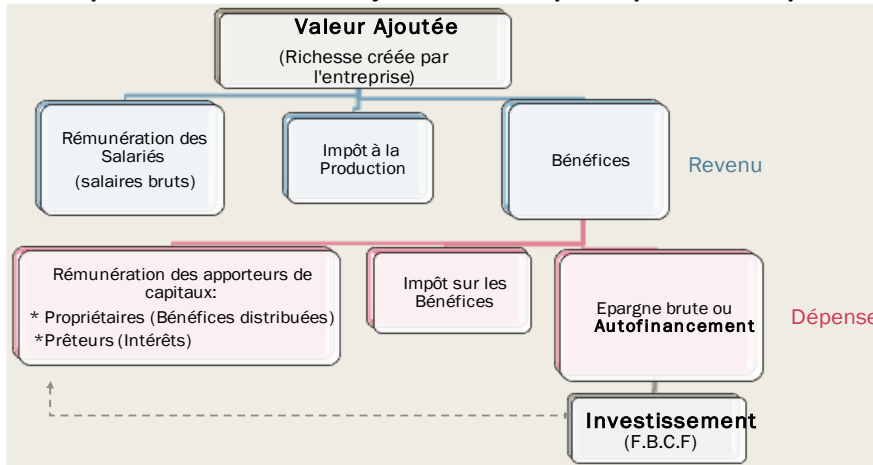 Valeur Ajoutée
(Richesse créée par
l'entreprise)
Rémunération des
Salariés
(salaires bruts)
Impôt à la
Production
Bénéfices
Revenu
Rémunération des apporteurs de
capitaux:
* Propriétaires (Bénéfices distribuées)
*Prêteurs (Intérêts)
Impôt sur les
Bénéfices
Epargne brute ou
Autofinancement
Dépense
Investissement
(F.B.C.F)